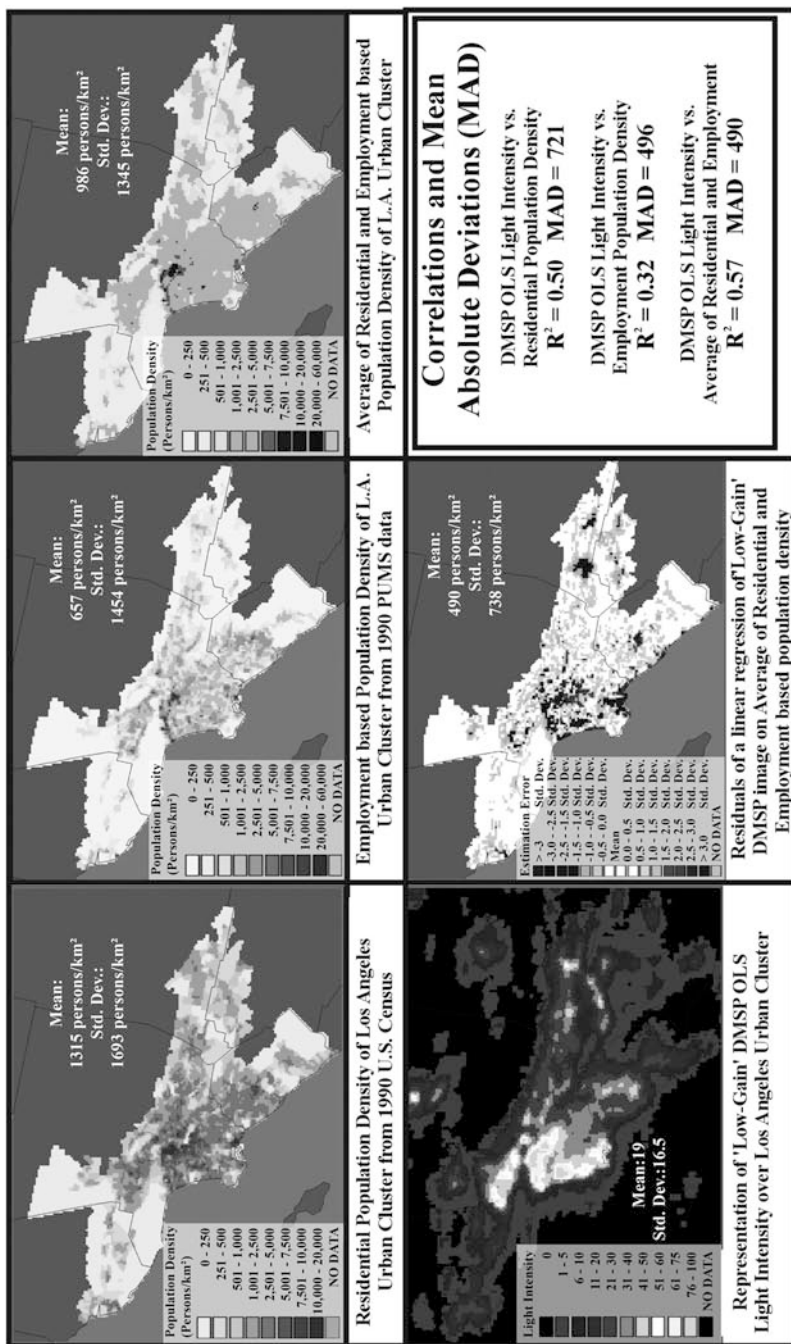 Mean:
1315 persons/km²
Std. Dev.:
1693 persons/km²
Population Density
(Persons/km²)
0 - 250
251 - 500
501 - 1,000
1,001 - 2,500
2,501 - 5,000
5,001 - 7,500
7,501 - 10,000
10,000 - 20,000
NO DATA
Residential Population Density of Los Angeles
Urban Cluster from 1990 U.S. Census
Mean:
657 persons/km²
Std. Dev.:
1454 persons/km²
Population Density
(Persons/km²)
0 - 250
251 - 500
501 - 1,000
1,001 - 2,500
2,501 - 5,000
5,001 - 7,500
7,501 - 10,000
10,000 - 20,000
20,000 - 60,000
NO DATA
Employment based Population Density of L.A.
Urban Cluster from 1990 PUMS data
Mean:
986 persons/km²
Std. Dev.:
1345 persons/km²
Population Density
(Persons/km²)
0 - 250
251 - 500
501 - 1,000
1,001 - 2,500
2,501 - 5,000
5,001 - 7,500
7,501 - 10,000
10,000 - 20,000
20,000 - 60,000
NO DATA
Average of Residential and Employment based
Population Density of L.A. Urban Cluster
Mean:19
Std. Dev.:16.5
Light Intensity
0
1 - 5
6 - 10
11 - 20
21 - 30
31 - 40
41 - 50
51 - 60
61 - 75
76 - 100
NO DATA
Representation of 'Low-Gain' DMSP OLS
Light Intensity over Los Angeles Urban Cluster
Mean:
490 persons/km²
Std. Dev.:
738 persons/km²
Estimation Error
> -3 Std. Dev.
-3.0 - -2.5 Std. Dev.
-2.5 - -1.5 Std. Dev.
-1.5 - -1.0 Std. Dev.
-1.0 - -0.5 Std. Dev.
-0.5 - 0.0 Std. Dev.
Mean
0.0 - 0.5 Std. Dev.
0.5 - 1.0 Std. Dev.
1.0 - 1.5 Std. Dev.
1.5 - 2.0 Std. Dev.
2.0 - 2.5 Std. Dev.
2.5 - 3.0 Std. Dev.
> 3.0 Std. Dev.
NO DATA
Residuals of a linear regression of 'Low-Gain'
DMSP image on Average of Residential and
Employment based population density
Correlations and Mean
Absolute Deviations (MAD)
DMSP OLS Light Intensity vs.
Residential Population Density
R² = 0.50 MAD = 721
DMSP OLS Light Intensity vs.
Employment Population Density
R² = 0.32 MAD = 496
DMSP OLS Light Intensity vs.
Average of Residential and Employment
R² = 0.57 MAD = 490